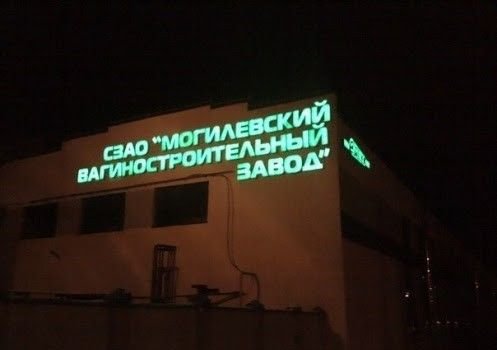 СЗАО "МОГИЛЕВСКИЙ
ВАГИНОСТРОИТЕЛЬНЫЙ
ЗАВОД"